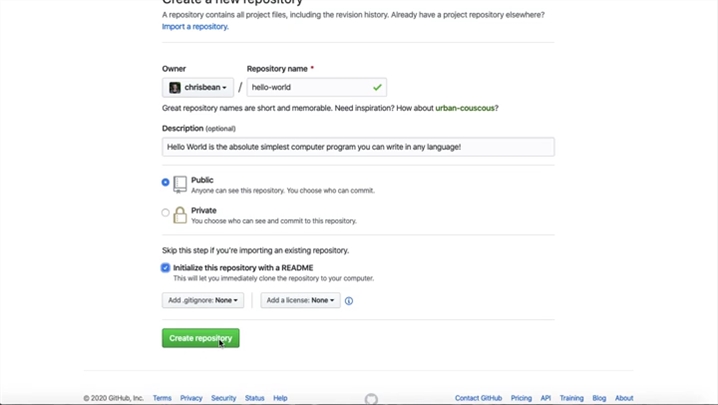 Create a new repository
A repository contains all project files, including the revision history. Already have a project repository elsewhere?
Import a repository.
Owner
Repository name *
chrisbean
/
hello-world
Great repository names are short and memorable. Need inspiration? How about urban-couscous?
Description (optional)
Hello World is the absolute simplest computer program you can write in any language!
Public
Anyone can see this repository. You choose who can commit.
Private
You choose who can see and commit to this repository.
Skip this step if you're importing an existing repository.
Initialize this repository with a README
This will let you immediately clone the repository to your computer.
Add .gitignore: None
Add a license: None
Create repository
© 2020 GitHub, Inc. Terms Privacy Security Status Help
Contact GitHub Pricing API Training Blog About